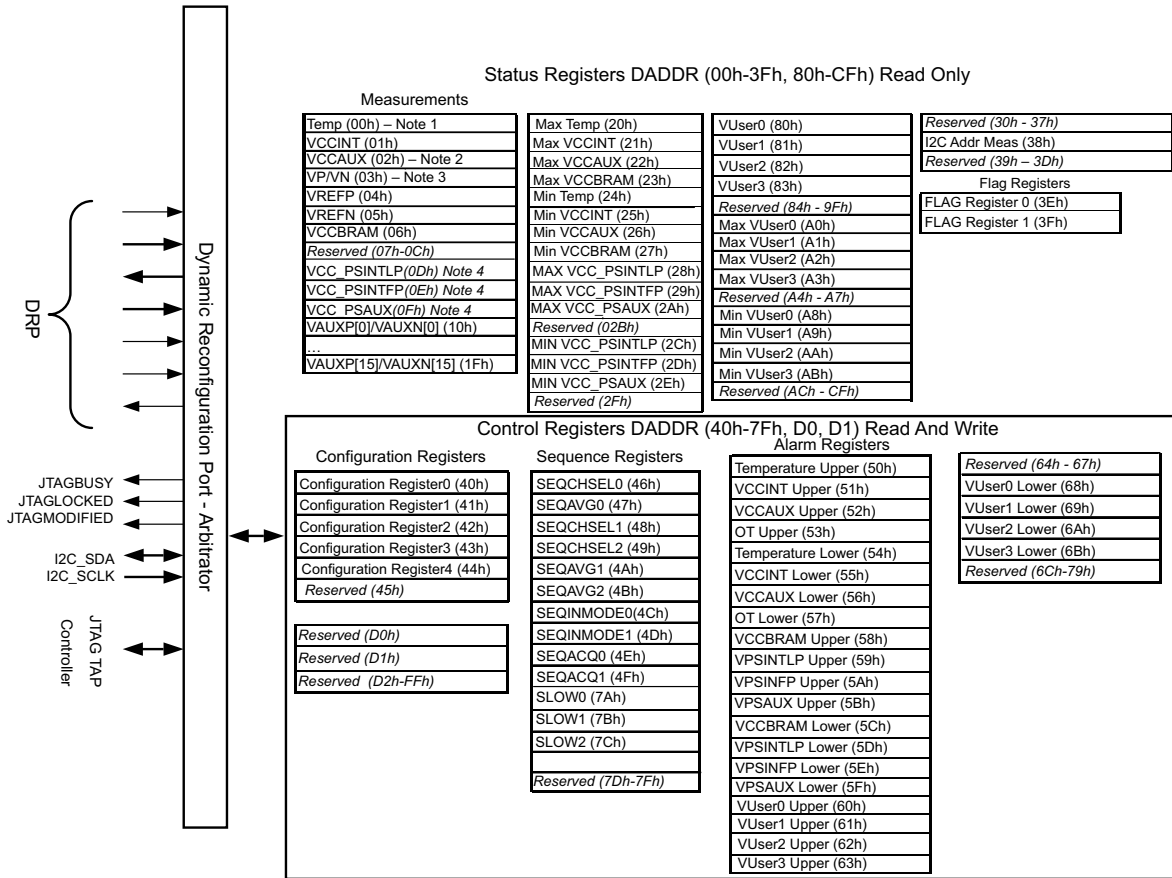 Status Registers DADDR (00h-3Fh, 80h-CFh) Read Only
Measurements
Temp (00h) – Note 1
VCCINT (01h)
VCCAUX (02h) – Note 2
VP/VN (03h) – Note 3
VREFP (04h)
VREFN (05h)
VCCBRAM (06h)
Reserved (07h-0Ch)
VCC_PSINTLP(0Dh) Note 4
VCC_PSINTFP(0Eh) Note 4
VCC_PSAUX(0Fh) Note 4
VAUXP[0]/VAUXN[0] (10h)
...
VAUXP[15]/VAUXN[15] (1Fh)
Max Temp (20h)
Max VCCINT (21h)
Max VCCAUX (22h)
Max VCCBRAM (23h)
Min Temp (24h)
Min VCCINT (25h)
Min VCCAUX (26h)
Min VCCBRAM (27h)
MAX VCC_PSINTLP (28h)
MAX VCC_PSINTFP (29h)
MAX VCC_PSAUX (2Ah)
Reserved (02Bh)
MIN VCC_PSINTLP (2Ch)
MIN VCC_PSINTFP (2Dh)
MIN VCC_PSAUX (2Eh)
Reserved (2Fh)
VUser0 (80h)
VUser1 (81h)
VUser2 (82h)
VUser3 (83h)
Reserved (84h - 9Fh)
Max VUser0 (A0h)
Max VUser1 (A1h)
Max VUser2 (A2h)
Max VUser3 (A3h)
Reserved (A4h - A7h)
Min VUser0 (A8h)
Min VUser1 (A9h)
Min VUser2 (AAh)
Min VUser3 (ABh)
Reserved (ACh - CFh)
Reserved (30h - 37h)
I2C Addr Meas (38h)
Reserved (39h – 3Dh)
Flag Registers
FLAG Register 0 (3Eh)
FLAG Register 1 (3Fh)
DRP
Dynamic Reconfiguration Port - Arbitrator
JTAGBUSY
JTAGLOCKED
JTAGMODIFIED
I2C_SDA
I2C_SCLK
JTAG TAP
Controller
Control Registers DADDR (40h-7Fh, D0, D1) Read And Write
Configuration Registers
Configuration Register0 (40h)
Configuration Register1 (41h)
Configuration Register2 (42h)
Configuration Register3 (43h)
Configuration Register4 (44h)
Reserved (45h)
Reserved (D0h)
Reserved (D1h)
Reserved (D2h-FFh)
Sequence Registers
SEQCHSEL0 (46h)
SEQAVG0 (47h)
SEQCHSEL1 (48h)
SEQCHSEL2 (49h)
SEQAVG1 (4Ah)
SEQAVG2 (4Bh)
SEQINMODE0(4Ch)
SEQINMODE1 (4Dh)
SEQACQ0 (4Eh)
SEQACQ1 (4Fh)
SLOW0 (7Ah)
SLOW1 (7Bh)
SLOW2 (7Ch)
Reserved (7Dh-7Fh)
Alarm Registers
Temperature Upper (50h)
VCCINT Upper (51h)
VCCAUX Upper (52h)
OT Upper (53h)
Temperature Lower (54h)
VCCINT Lower (55h)
VCCAUX Lower (56h)
OT Lower (57h)
VCCBRAM Upper (58h)
VPSINTLP Upper (59h)
VPSINFP Upper (5Ah)
VPSAUX Upper (5Bh)
VCCBRAM Lower (5Ch)
VPSINTLP Lower (5Dh)
VPSINFP Lower (5Eh)
VPSAUX Lower (5Fh)
VUser0 Upper (60h)
VUser1 Upper (61h)
VUser2 Upper (62h)
VUser3 Upper (63h)
Reserved (64h - 67h)
VUser0 Lower (68h)
VUser1 Lower (69h)
VUser2 Lower (6Ah)
VUser3 Lower (6Bh)
Reserved (6Ch-79h)